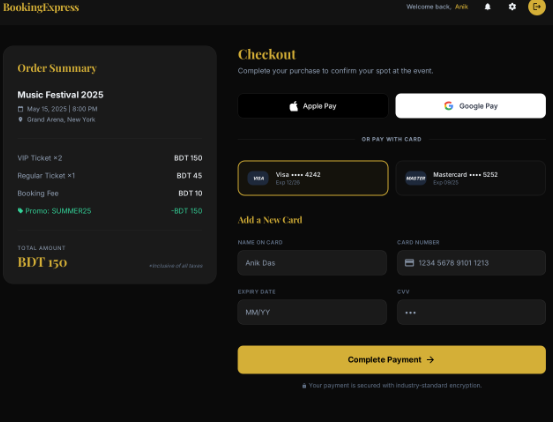 BookingExpress
Welcome back, Anik
Order Summary
Music Festival 2025
May 15, 2025 | 8:00 PM
Grand Arena, New York
VIP Ticket ×2 BDT 150
Regular Ticket ×1 BDT 45
Booking Fee BDT 10
Promo: SUMMER25 -BDT 150
TOTAL AMOUNT
BDT 150 *Inclusive of all taxes
Checkout
Complete your purchase to confirm your spot at the event.
Apple Pay Google Pay
OR PAY WITH CARD
VISA Visa •••• 4242 Exp 12/26
MASTER Mastercard •••• 5252 Exp 09/25
Add a New Card
NAME ON CARD CARD NUMBER
Anik Das 1234 5678 9101 1213
EXPIRY DATE CVV
MM/YY •••
Complete Payment →
Your payment is secured with industry-standard encryption.